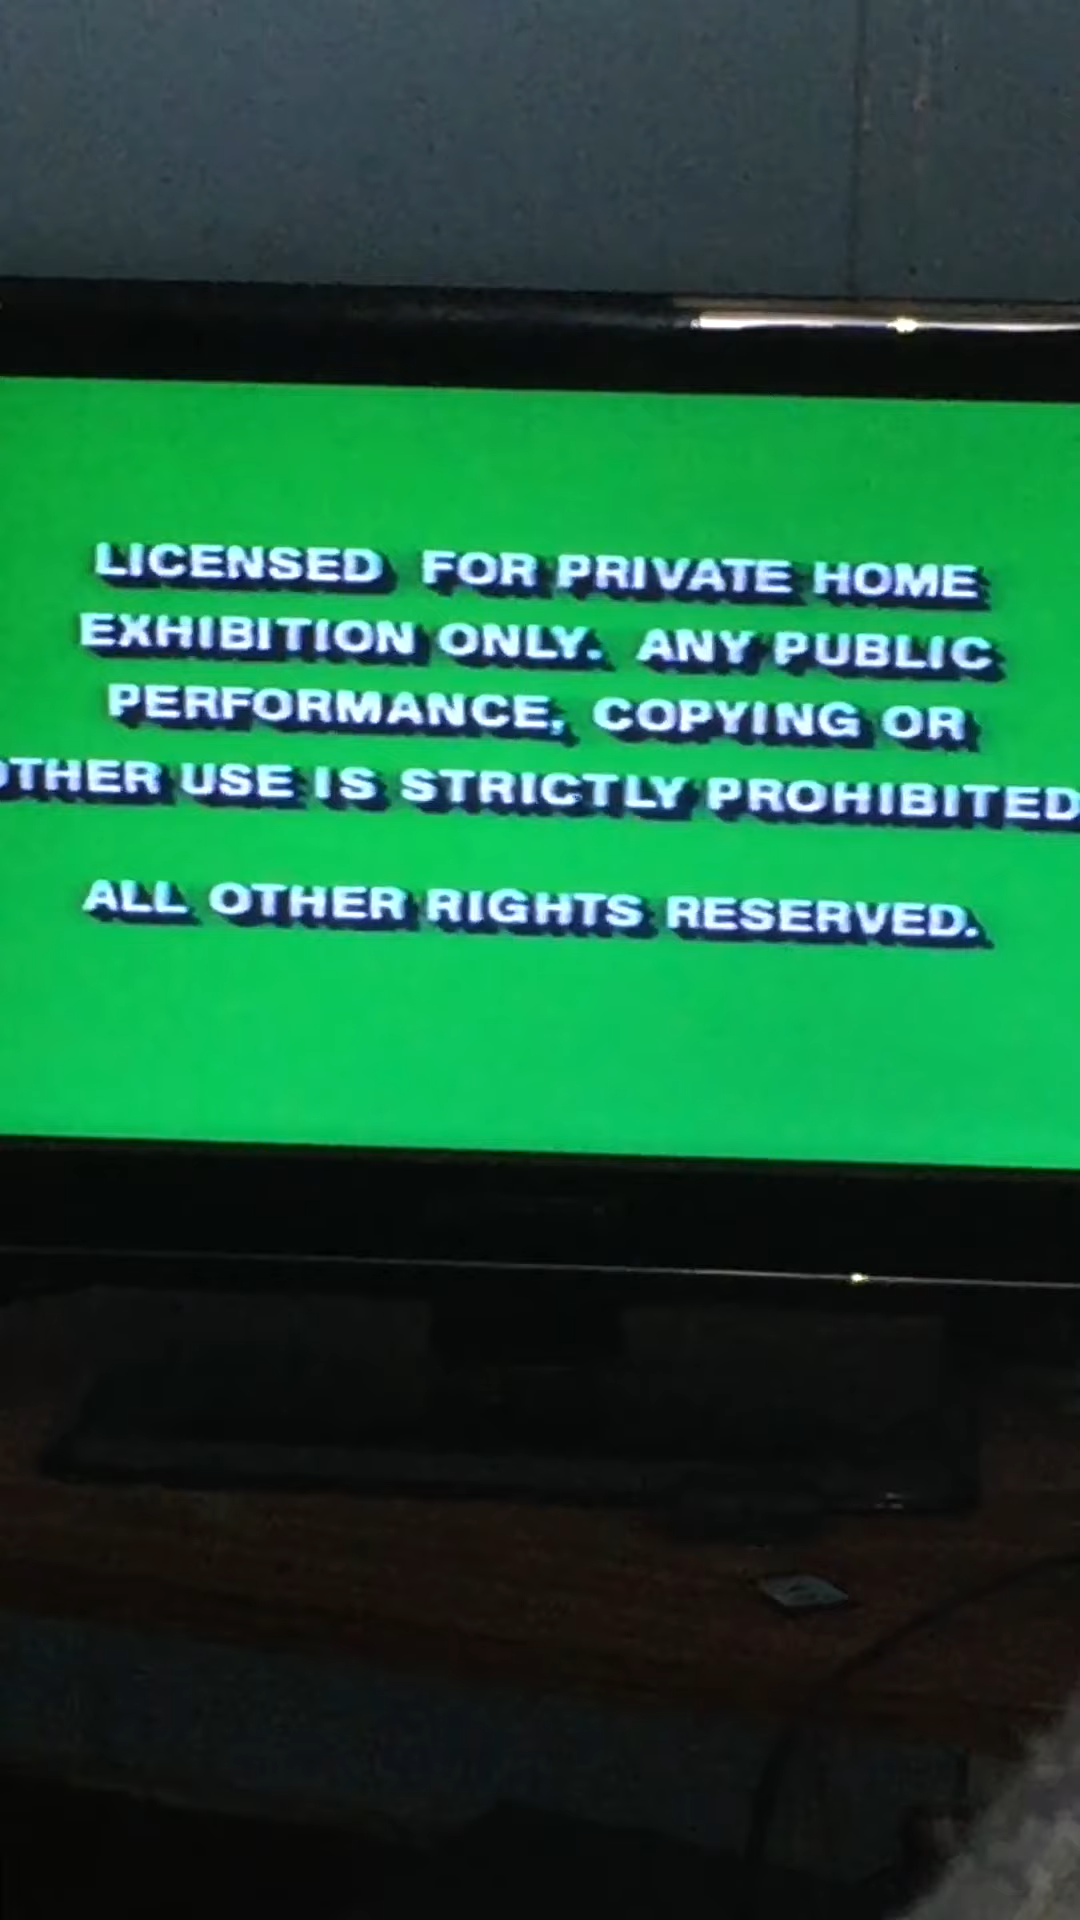 LICENSED FOR PRIVATE HOME
EXHIBITION ONLY. ANY PUBLIC
PERFORMANCE, COPYING OR
OTHER USE IS STRICTLY PROHIBITED
ALL OTHER RIGHTS RESERVED.